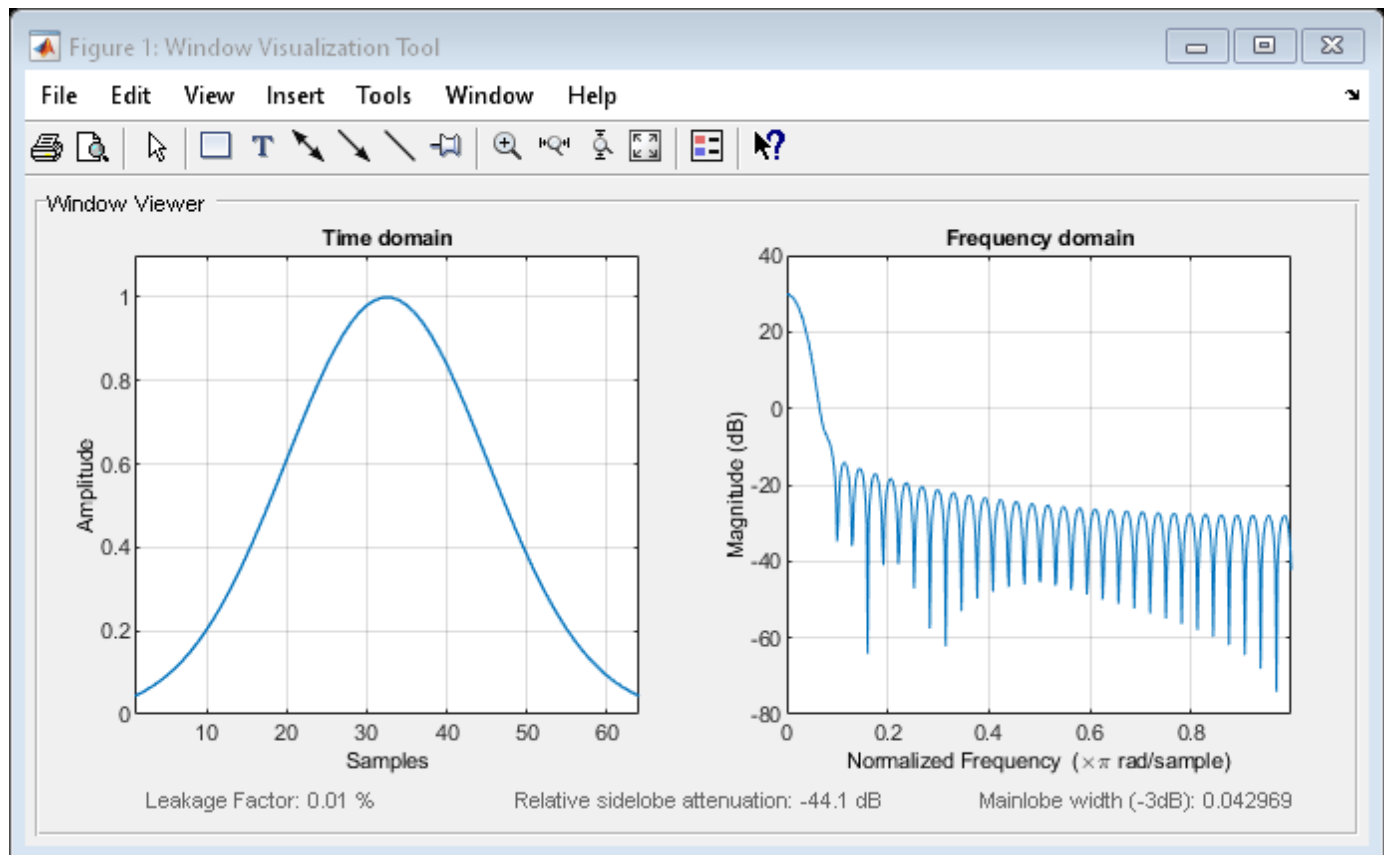 Figure 1: Window Visualization Tool
File Edit View Insert Tools Window Help
T
?
Window Viewer
Time domain
1
0.8
0.6
0.4
0.2
0
Amplitude
10 20 30 40 50 60
Samples
Frequency domain
40
20
0
-20
-40
-60
-80
Magnitude (dB)
0 0.2 0.4 0.6 0.8
Normalized Frequency (×π rad/sample)
Leakage Factor: 0.01 % Relative sidelobe attenuation: -44.1 dB Mainlobe width (-3dB): 0.042969